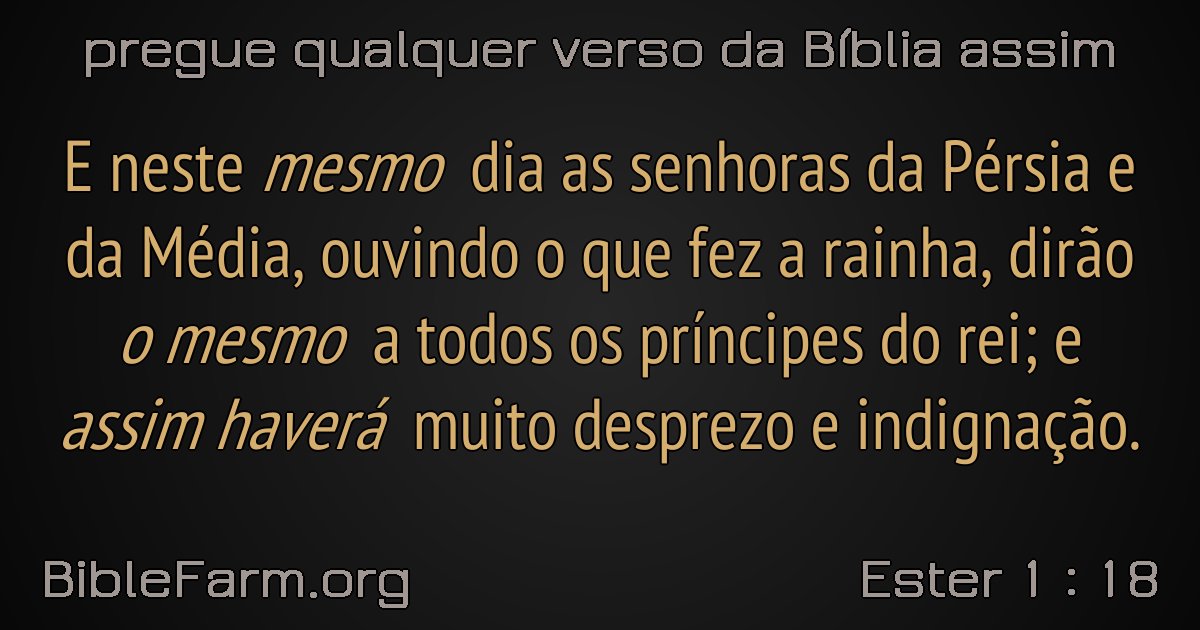 pregue qualquer verso da Bíblia assim
E neste mesmo dia as senhoras da Pérsia e
da Média, ouvindo o que fez a rainha, dirão
o mesmo a todos os príncipes do rei; e
assim haverá muito desprezo e indignação.
BibleFarm.org
Ester 1 : 18